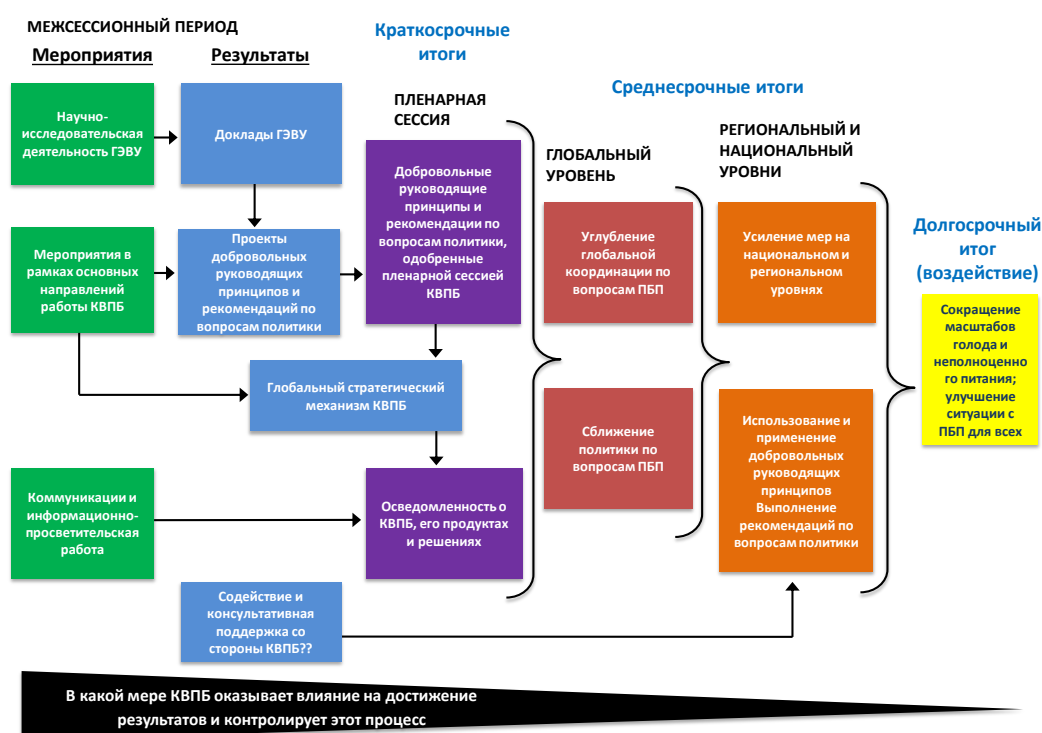 МЕЖСЕССИОННЫЙ ПЕРИОД
Мероприятия
Результаты
Краткосрочные
итоги
Среднесрочные итоги
ПЛЕНАРНАЯ
СЕССИЯ
ГЛОБАЛЬНЫЙ
УРОВЕНЬ
РЕГИОНАЛЬНЫЙ И
НАЦИОНАЛЬНЫЙ
УРОВНИ
Долгосрочный
итог
(воздействие)
Научно-
исследовательская
деятельность ГЭВУ
Доклады ГЭВУ
Мероприятия в
рамках основных
направлений
работы КВПБ
Проекты
добровольных
руководящих
принципов и
рекомендаций по
вопросам политики
Добровольные
руководящие
принципы и
рекомендации по
вопросам политики,
одобренные
пленарной сессией
КВПБ
Углубление
глобальной
координации по
вопросам ПБП
Усиление мер на
национальном и
региональном
уровнях
Сокращение
масштабов
голода и
неполноценно
го питания;
улучшение
ситуации с
ПБП для всех
Глобальный стратегический
механизм КВПБ
Сближение
политики по
вопросам ПБП
Использование и
применение
добровольных
руководящих
принципов
Выполнение
рекомендаций по
вопросам политики
Коммуникации и
информационно-
просветительская
работа
Осведомленность о
КВПБ, его продуктах
и решениях
Содействие и
консультативная
поддержка со
стороны КВПБ??
В какой мере КВПБ оказывает влияние на достижение
результатов и контролирует этот процесс